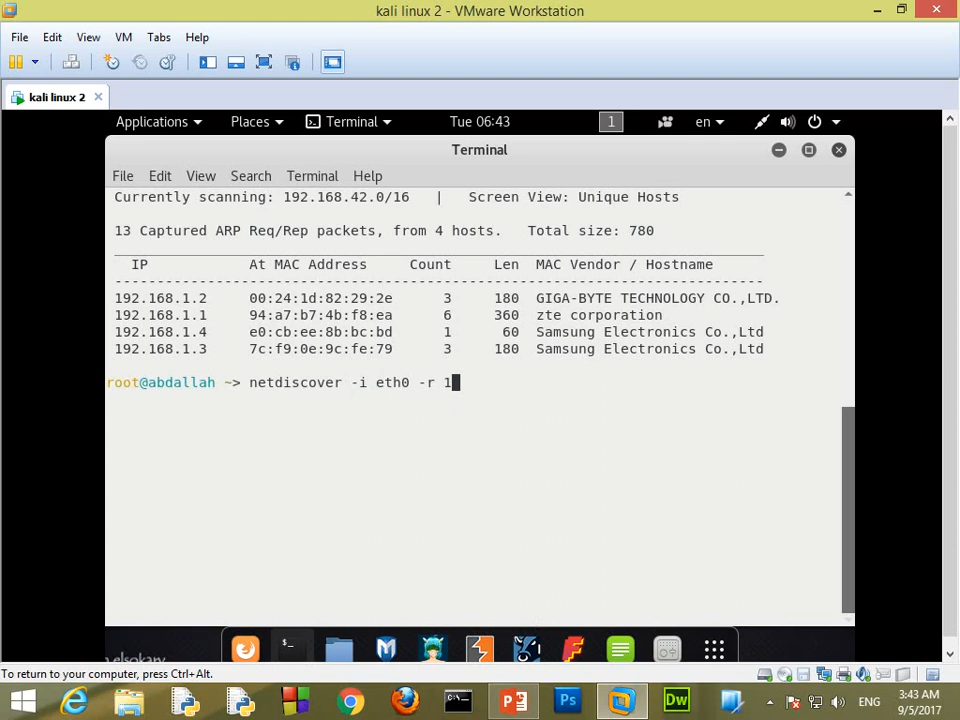 kali linux 2 - VMware Workstation
File Edit View VM Tabs Help
kali linux 2
Applications Places Terminal Tue 06:43 1 en
Terminal
File Edit View Search Terminal Help
Currently scanning: 192.168.42.0/16 | Screen View: Unique Hosts
13 Captured ARP Req/Rep packets, from 4 hosts. Total size: 780
IP At MAC Address Count Len MAC Vendor / Hostname
-----------------------------------------------------------------------------
192.168.1.2 00:24:1d:82:29:2e 3 180 GIGA-BYTE TECHNOLOGY CO.,LTD.
192.168.1.1 94:a7:b7:4b:f8:ea 6 360 zte corporation
192.168.1.4 e0:cb:ee:8b:bc:bd 1 60 Samsung Electronics Co.,Ltd
192.168.1.3 7c:f9:0e:9c:fe:79 3 180 Samsung Electronics Co.,Ltd
root@abdallah ~> netdiscover -i eth0 -r 1
elsokary
To return to your computer, press Ctrl+Alt.
Ps Dw ENG 3:43 AM
9/5/2017